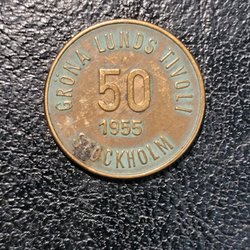 GRÖNA LUNDS TIVOLI
50
1955
STOCKHOLM